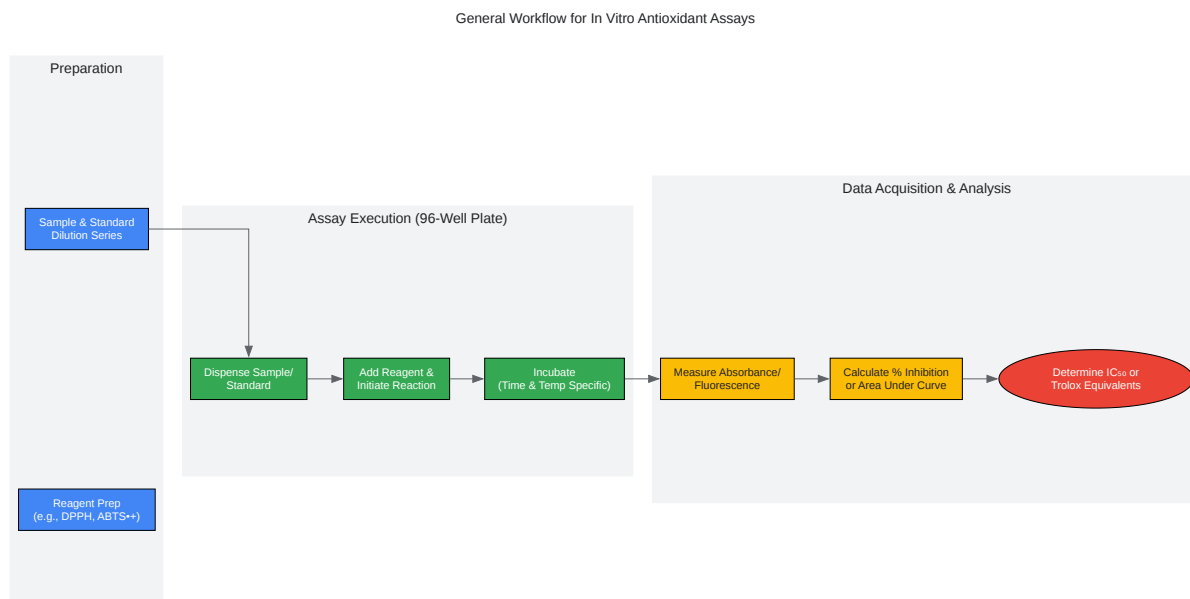 General Workflow for In Vitro Antioxidant Assays
Preparation
Sample & Standard
Dilution Series
Reagent Prep
(e.g., DPPH, ABTS•+)
Assay Execution (96-Well Plate)
Dispense Sample/
Standard
Add Reagent &
Initiate Reaction
Incubate
(Time & Temp Specific)
Data Acquisition & Analysis
Measure Absorbance/
Fluorescence
Calculate % Inhibition
or Area Under Curve
Determine IC₅₀ or
Trolox Equivalents